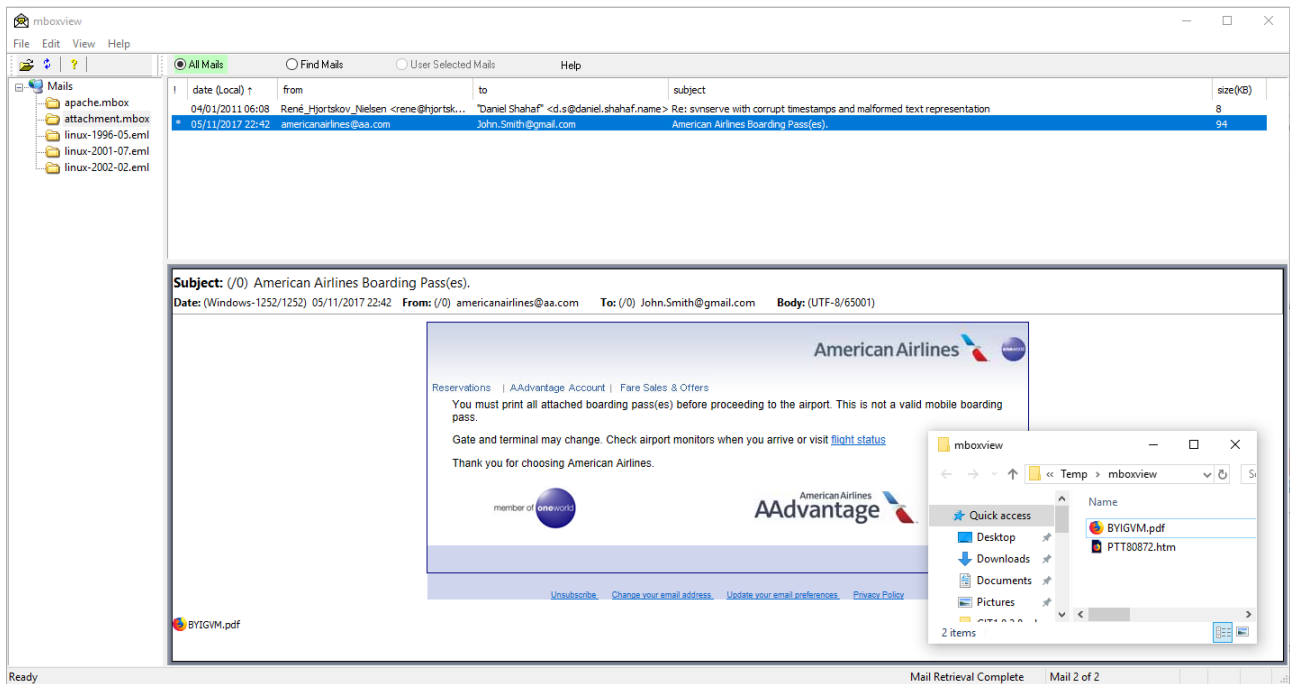 mboxview
File Edit View Help
All Mails Find Mails User Selected Mails Help
Mails
apache.mbox
attachment.mbox
linux-1996-05.eml
linux-2001-07.eml
linux-2002-02.eml
! date (Local) ↑ from to subject size(KB)
04/01/2011 06:08 René_Hjortskov_Nielsen <rene@hjortsk... "Daniel Shahaf" <d.s@daniel.shahaf.name> Re: svnserve with corrupt timestamps and malformed text representation 8
* 05/11/2017 22:42 americanairlines@aa.com John.Smith@gmail.com American Airlines Boarding Pass(es). 94
Subject: (/0) American Airlines Boarding Pass(es).
Date: (Windows-1252/1252) 05/11/2017 22:42 From: (/0) americanairlines@aa.com To: (/0) John.Smith@gmail.com Body: (UTF-8/65001)
American Airlines oneworld
Reservations | AAdvantage Account | Fare Sales & Offers
You must print all attached boarding pass(es) before proceeding to the airport. This is not a valid mobile boarding
pass.
Gate and terminal may change. Check airport monitors when you arrive or visit flight status
Thank you for choosing American Airlines.
member of oneworld
American Airlines
AAdvantage
Unsubscribe Change your email address Update your email preferences Privacy Policy
BYIGVM.pdf
mboxview
« Temp > mboxview
Name
Quick access
Desktop
Downloads
Documents
Pictures
BYIGVM.pdf
PTT80872.htm
2 items
Ready Mail Retrieval Complete Mail 2 of 2